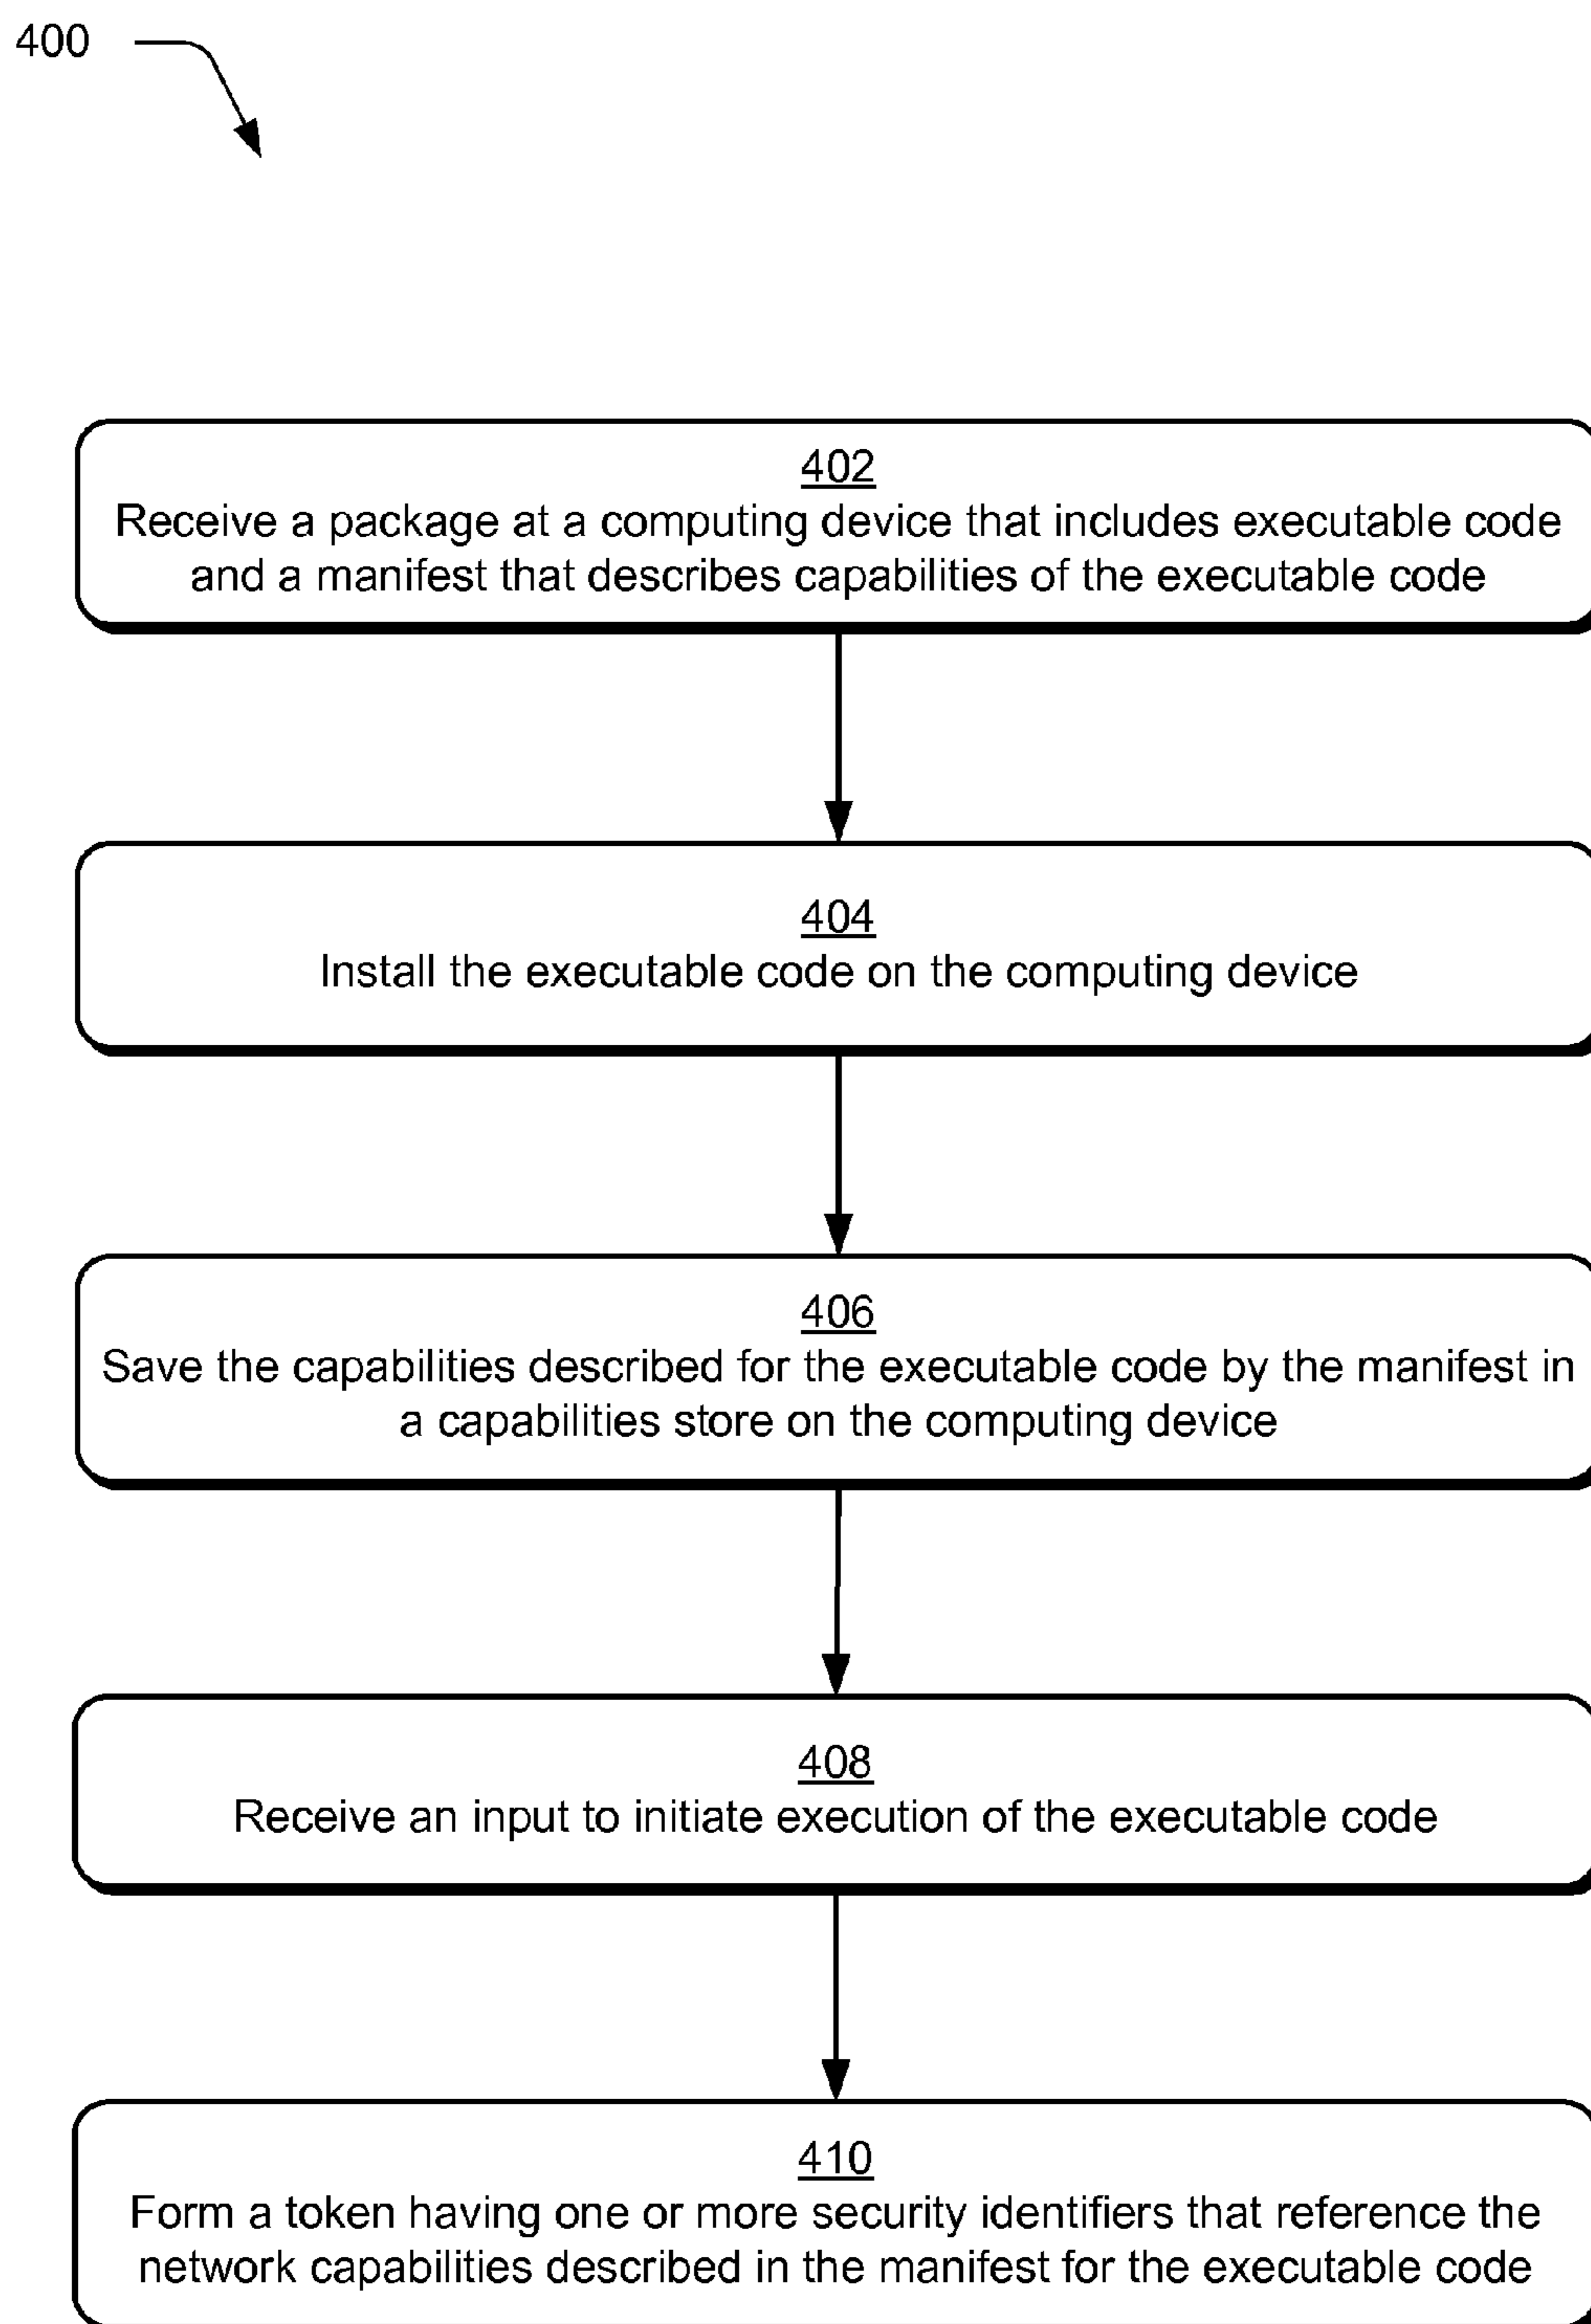 400
402
Receive a package at a computing device that includes executable code
and a manifest that describes capabilities of the executable code
404
Install the executable code on the computing device
406
Save the capabilities described for the executable code by the manifest in
a capabilities store on the computing device
408
Receive an input to initiate execution of the executable code
410
Form a token having one or more security identifiers that reference the
network capabilities described in the manifest for the executable code